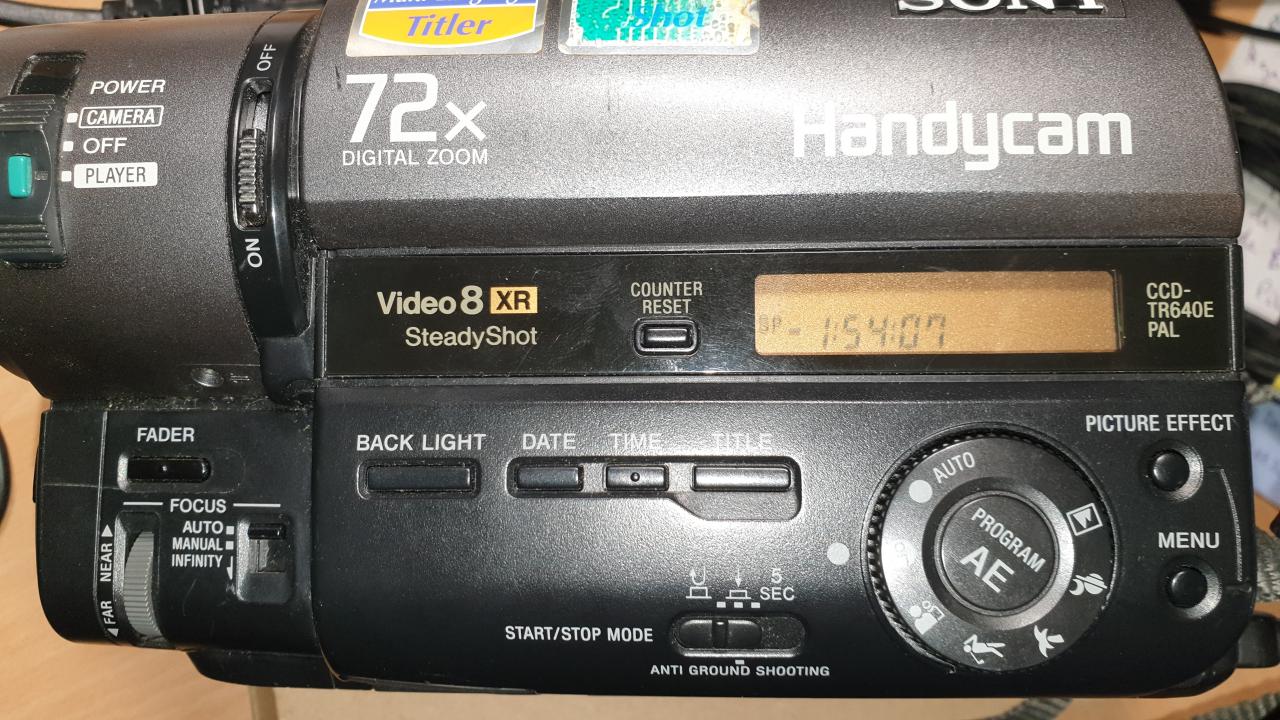 SONY
Titler
Shot
POWER
CAMERA
OFF
PLAYER
OFF
ON
72x
DIGITAL ZOOM
Handycam
Video 8 XR
SteadyShot
COUNTER
RESET
SP - 1:54:07
CCD-
TR640E
PAL
FADER
FOCUS
AUTO
MANUAL
INFINITY
NEAR
FAR
BACK LIGHT
DATE
TIME
TITLE
AUTO
PROGRAM
AE
PICTURE EFFECT
MENU
5
SEC
START/STOP MODE
ANTI GROUND SHOOTING